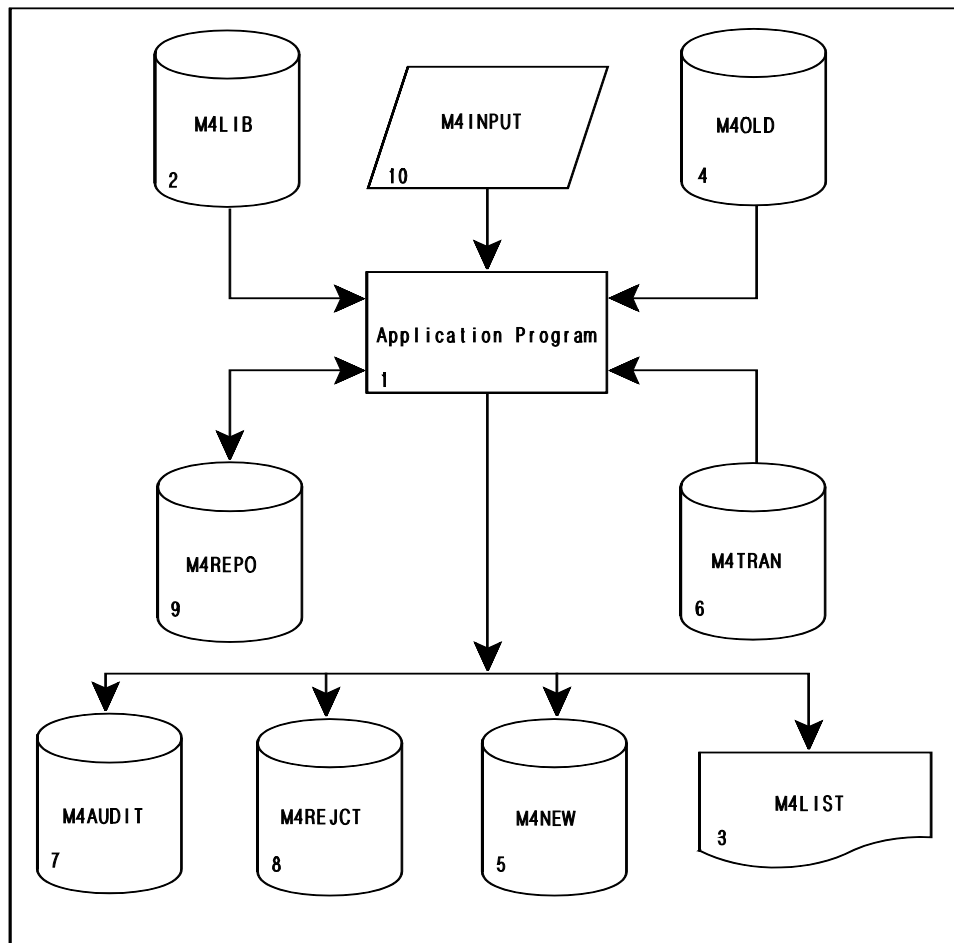 M4LIB
2
M4INPUT
10
M4OLD
4
Application Program
1
M4REPO
9
M4TRAN
6
M4AUDIT
7
M4REJCT
8
M4NEW
5
M4LIST
3